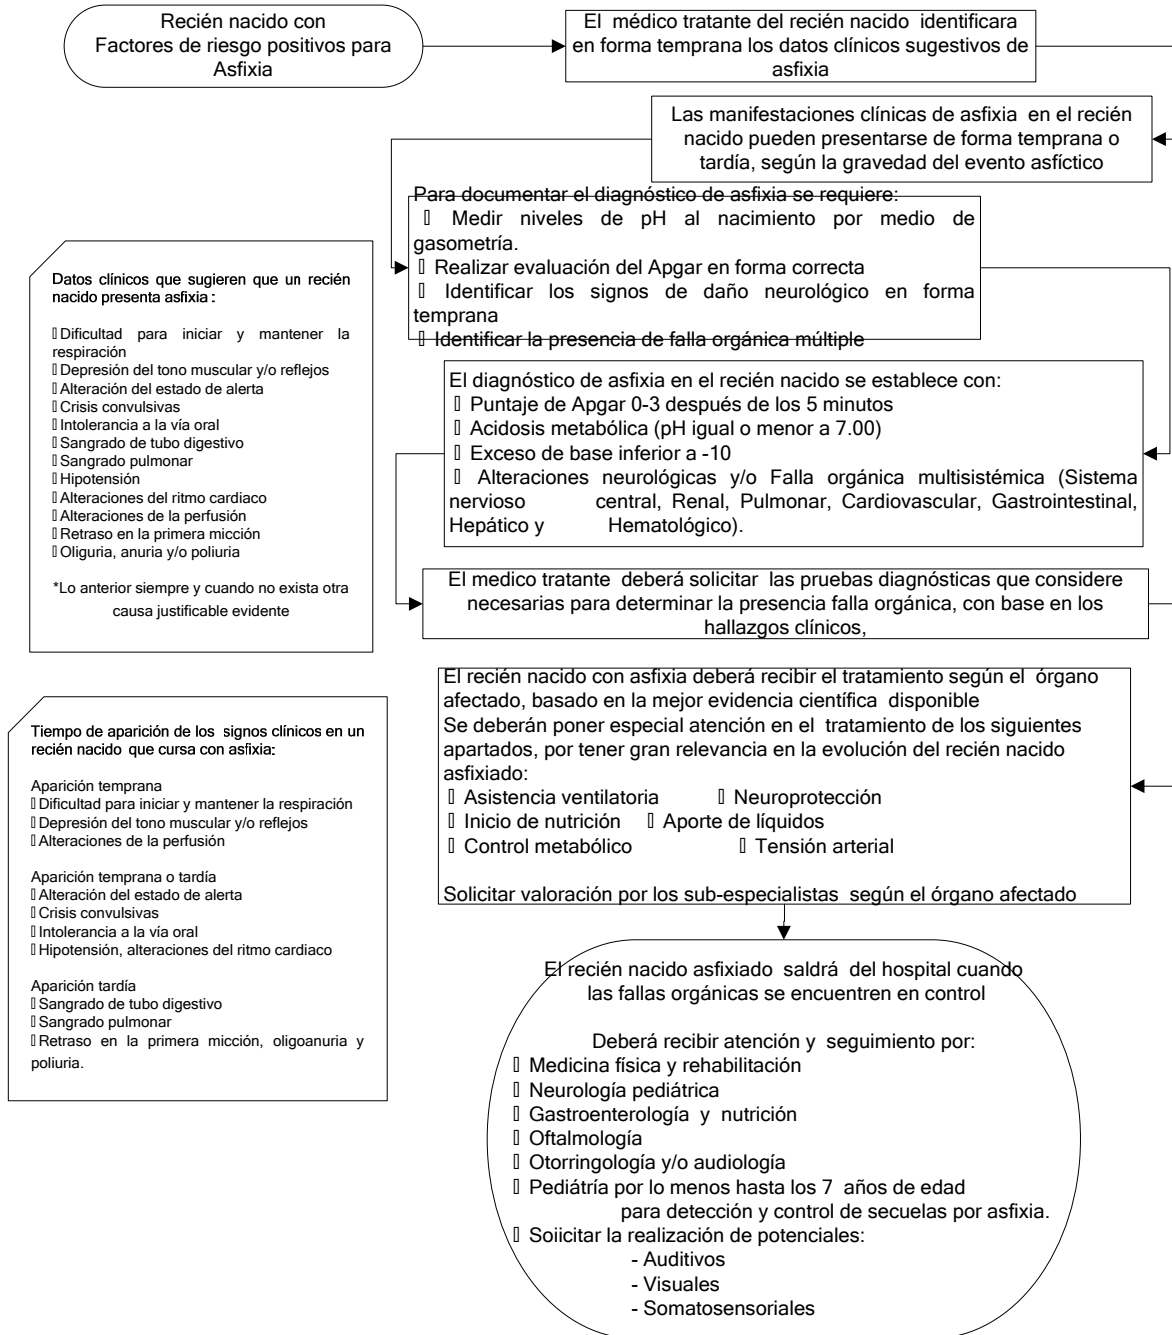 Recién nacido con
Factores de riesgo positivos para
Asfixia
El médico tratante del recién nacido identificara
en forma temprana los datos clínicos sugestivos de
asfixia
Las manifestaciones clínicas de asfixia en el recién
nacido pueden presentarse de forma temprana o
tardía, según la gravedad del evento asfíctico
Para documentar el diagnóstico de asfixia se requiere:
▯ Medir niveles de pH al nacimiento por medio de
gasometría.
▯ Realizar evaluación del Apgar en forma correcta
▯ Identificar los signos de daño neurológico en forma
temprana
▯ Identificar la presencia de falla orgánica múltiple
Datos clínicos que sugieren que un recién
nacido presenta asfixia :
▯ Dificultad para iniciar y mantener la
respiración
▯ Depresión del tono muscular y/o reflejos
▯ Alteración del estado de alerta
▯ Crisis convulsivas
▯ Intolerancia a la vía oral
▯ Sangrado de tubo digestivo
▯ Sangrado pulmonar
▯ Hipotensión
▯ Alteraciones del ritmo cardiaco
▯ Alteraciones de la perfusión
▯ Retraso en la primera micción
▯ Oliguria, anuria y/o poliuria
*Lo anterior siempre y cuando no exista otra
causa justificable evidente
El diagnóstico de asfixia en el recién nacido se establece con:
▯ Puntaje de Apgar 0-3 después de los 5 minutos
▯ Acidosis metabólica (pH igual o menor a 7.00)
▯ Exceso de base inferior a -10
▯ Alteraciones neurológicas y/o Falla orgánica multisistémica (Sistema
nervioso central, Renal, Pulmonar, Cardiovascular, Gastrointestinal,
Hepático y Hematológico).
El medico tratante deberá solicitar las pruebas diagnósticas que considere
necesarias para determinar la presencia falla orgánica, con base en los
hallazgos clínicos,
El recién nacido con asfixia deberá recibir el tratamiento según el órgano
afectado, basado en la mejor evidencia científica disponible
Se deberán poner especial atención en el tratamiento de los siguientes
apartados, por tener gran relevancia en la evolución del recién nacido
asfixiado:
▯ Asistencia ventilatoria ▯ Neuroprotección
▯ Inicio de nutrición ▯ Aporte de líquidos
▯ Control metabólico ▯ Tensión arterial
Solicitar valoración por los sub-especialistas según el órgano afectado
Tiempo de aparición de los signos clínicos en un
recién nacido que cursa con asfixia:
Aparición temprana
▯ Dificultad para iniciar y mantener la respiración
▯ Depresión del tono muscular y/o reflejos
▯ Alteraciones de la perfusión
Aparición temprana o tardía
▯ Alteración del estado de alerta
▯ Crisis convulsivas
▯ Intolerancia a la vía oral
▯ Hipotensión, alteraciones del ritmo cardiaco
Aparición tardía
▯ Sangrado de tubo digestivo
▯ Sangrado pulmonar
▯ Retraso en la primera micción, oligoanuria y
poliuria.
El recién nacido asfixiado saldrá del hospital cuando
las fallas orgánicas se encuentren en control
Deberá recibir atención y seguimiento por:
▯ Medicina física y rehabilitación
▯ Neurología pediátrica
▯ Gastroenterología y nutrición
▯ Oftalmología
▯ Otorringología y/o audiología
▯ Pediátría por lo menos hasta los 7 años de edad
para detección y control de secuelas por asfixia.
▯ Soiicitar la realización de potenciales:
- Auditivos
- Visuales
- Somatosensoriales